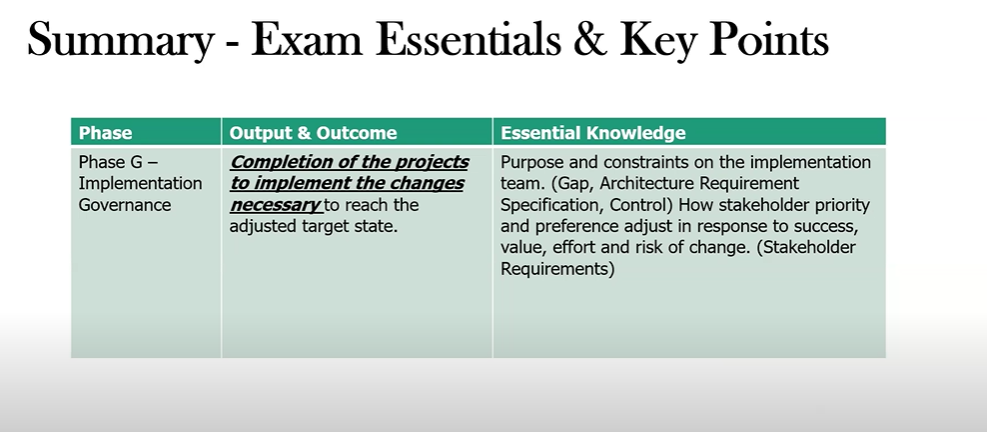 Summary - Exam Essentials & Key Points
Phase
Output & Outcome
Essential Knowledge
Phase G –
Implementation
Governance
Completion of the projects
to implement the changes
necessary to reach the
adjusted target state.
Purpose and constraints on the implementation
team. (Gap, Architecture Requirement
Specification, Control) How stakeholder priority
and preference adjust in response to success,
value, effort and risk of change. (Stakeholder
Requirements)